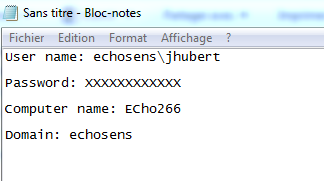 Sans titre - Bloc-notes
Fichier Edition Format Affichage ?
User name: echosens\jhubert
Password: XXXXXXXXXXXX
Computer name: ECho266
Domain: echosens